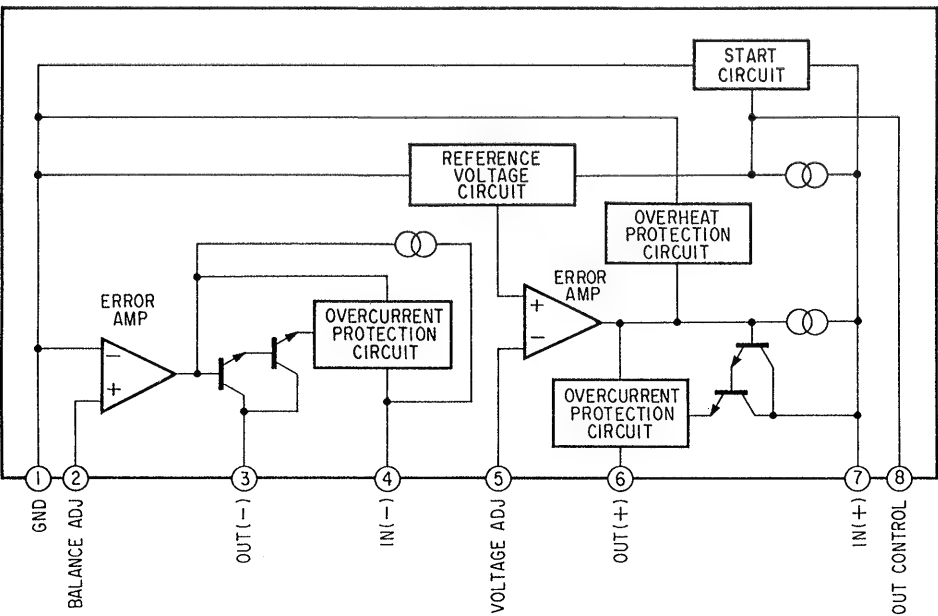 START
CIRCUIT
REFERENCE
VOLTAGE
CIRCUIT
OVERHEAT
PROTECTION
CIRCUIT
ERROR
AMP
+
−
ERROR
AMP
−
+
OVERCURRENT
PROTECTION
CIRCUIT
OVERCURRENT
PROTECTION
CIRCUIT
1
2
3
4
5
6
7
8
GND
BALANCE ADJ
OUT(−)
IN(−)
VOLTAGE ADJ
OUT(+)
IN(+)
OUT CONTROL